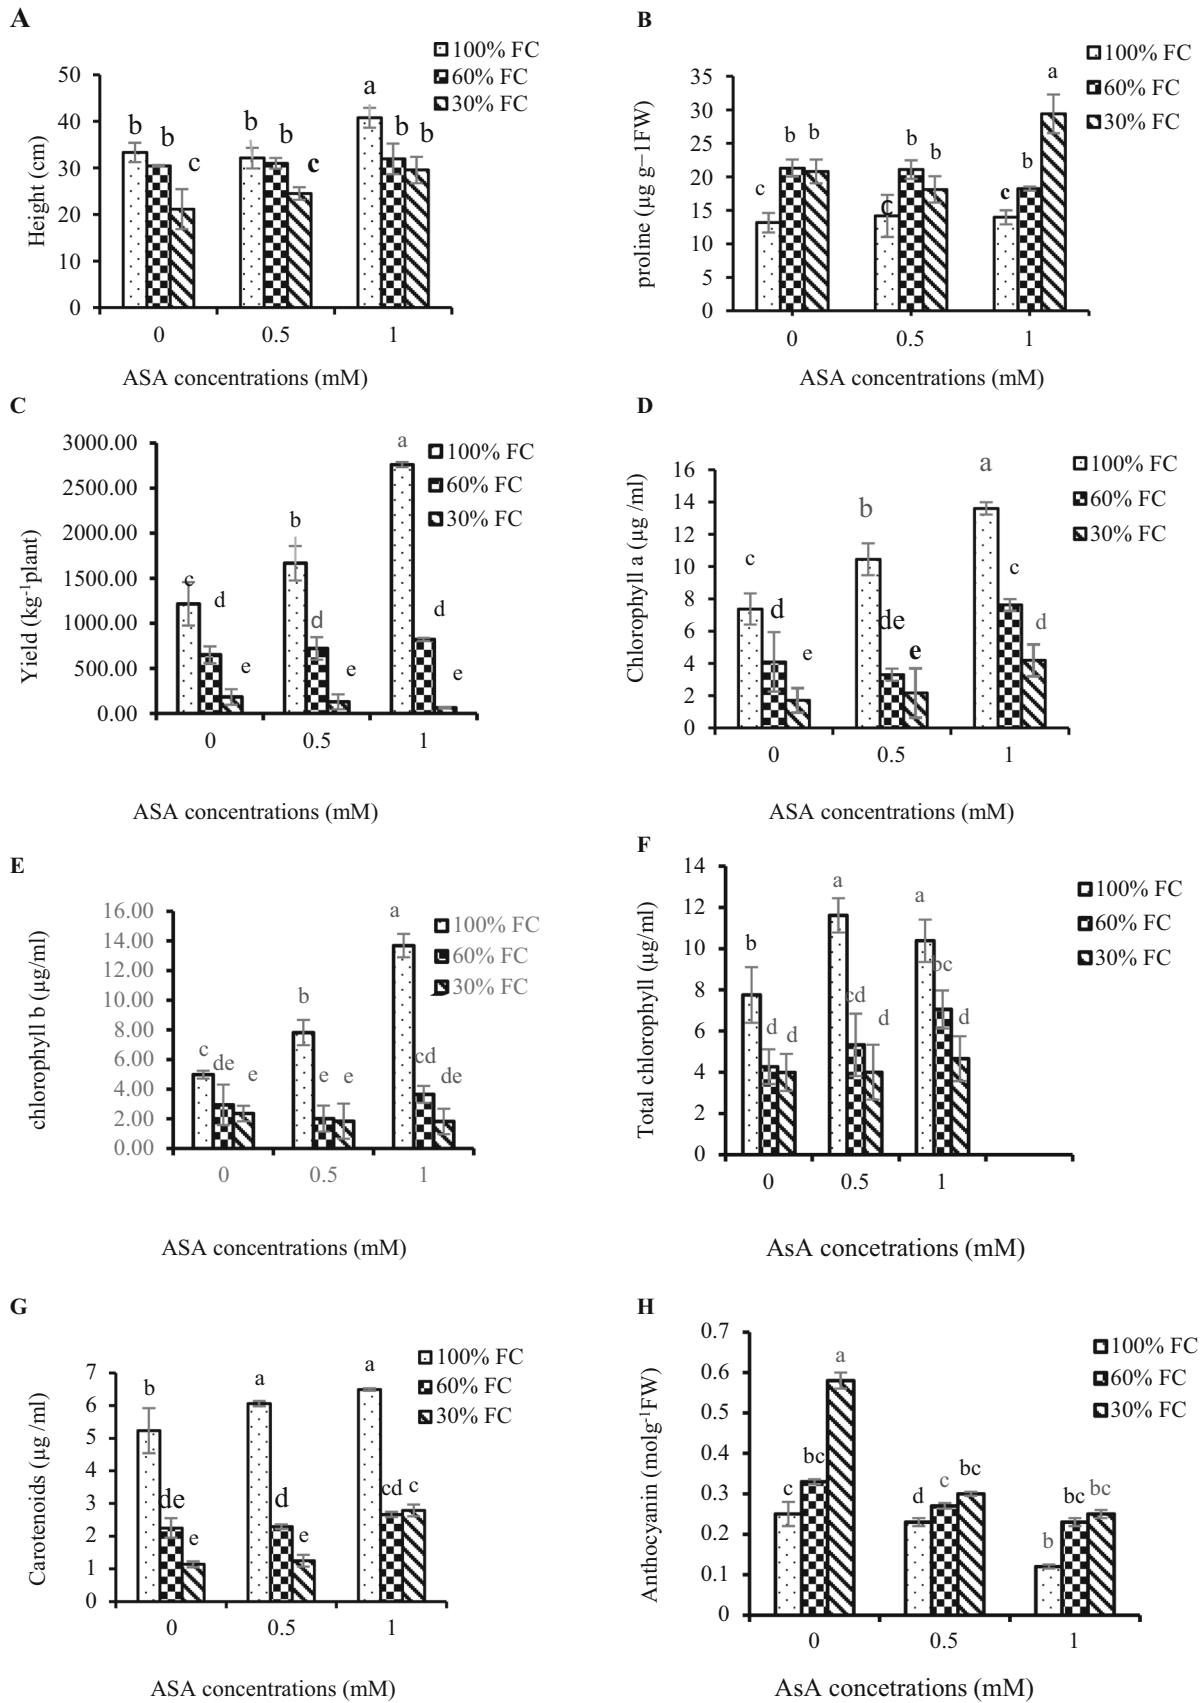 A
100% FC
60% FC
30% FC
50
40
30
20
10
0
Height (cm)
b b c
b b c
a b b
0 0.5 1
ASA concentrations (mM)
B
100% FC
60% FC
30% FC
35
30
25
20
15
10
5
0
proline (µg g−1FW)
c b b
c b b
c b a
0 0.5 1
ASA concentrations (mM)
C
100% FC
60% FC
30% FC
3000.00
2500.00
2000.00
1500.00
1000.00
500.00
0.00
Yield (kg-1plant)
c d e
b d e
a d e
0 0.5 1
ASA concentrations (mM)
D
100% FC
60% FC
30% FC
16
14
12
10
8
6
4
2
0
Chlorophyll a (µg /ml)
c d e
b de e
a c d
0 0.5 1
ASA concentrations (mM)
E
100% FC
60% FC
30% FC
16.00
14.00
12.00
10.00
8.00
6.00
4.00
2.00
0.00
chlorophyll b (µg/ml)
c de e
b e e
a cd de
0 0.5 1
ASA concentrations (mM)
F
100% FC
60% FC
30% FC
14
12
10
8
6
4
2
0
Total chlorophyll (µg/ml)
b d d
a cd d
a bc d
0 0.5 1
AsA concetrations (mM)
G
100% FC
60% FC
30% FC
7
6
5
4
3
2
1
0
Carotenoids (µg /ml)
b de e
a d e
a cd c
0 0.5 1
ASA concentrations (mM)
H
100% FC
60% FC
30% FC
0.7
0.6
0.5
0.4
0.3
0.2
0.1
0
Anthocyanin (molg-1FW)
c bc a
d c bc
b bc bc
0 0.5 1
AsA concetrations (mM)